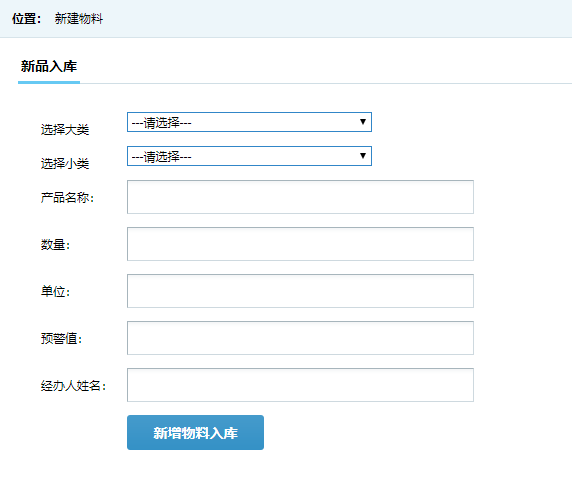 位置： 新建物料
新品入库
选择大类 ---请选择---
选择小类 ---请选择---
产品名称：
数量：
单位：
预警值：
经办人姓名：
新增物料入库